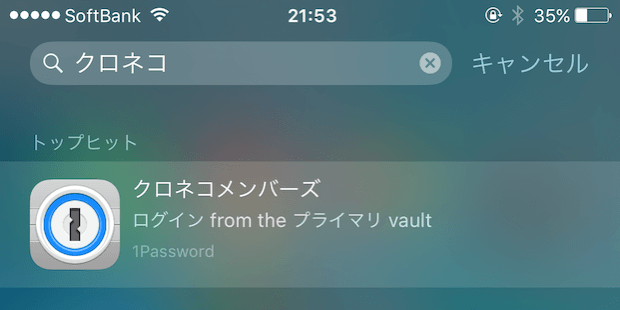 SoftBank 21:53 35%
クロネコ キャンセル
トップヒット
クロネコメンバーズ
ログイン from the プライマリ vault
1Password